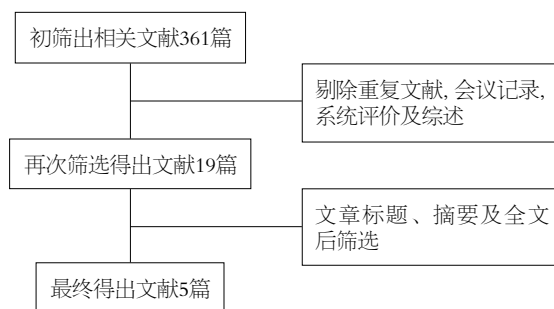 初筛出相关文献361篇
剔除重复文献, 会议记录,
系统评价及综述
再次筛选得出文献19篇
文章标题、摘要及全文
后筛选
最终得出文献5篇